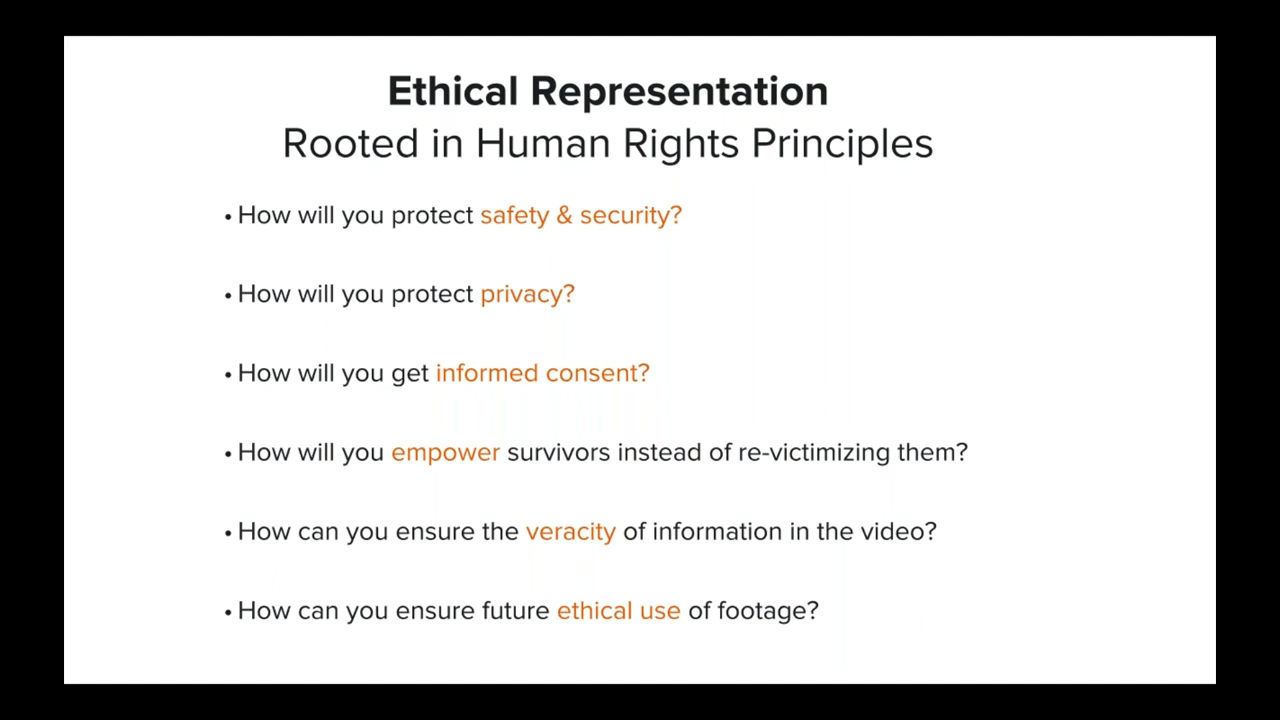 Ethical Representation
Rooted in Human Rights Principles
• How will you protect safety & security?
• How will you protect privacy?
• How will you get informed consent?
• How will you empower survivors instead of re-victimizing them?
• How can you ensure the veracity of information in the video?
• How can you ensure future ethical use of footage?